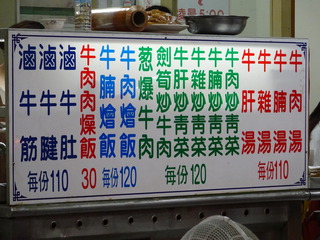 5:00
滷牛筋
滷牛腱
滷牛肚
每份110
牛肉燥飯
30
牛腩燴飯
牛肉燴飯
每份120
葱爆牛肉
劍筍炒牛肉
牛肝炒青菜
牛雜炒青菜
牛腩炒青菜
牛肉炒青菜
每份120
牛肝湯
牛雜湯
牛腩湯
牛肉湯
每份110